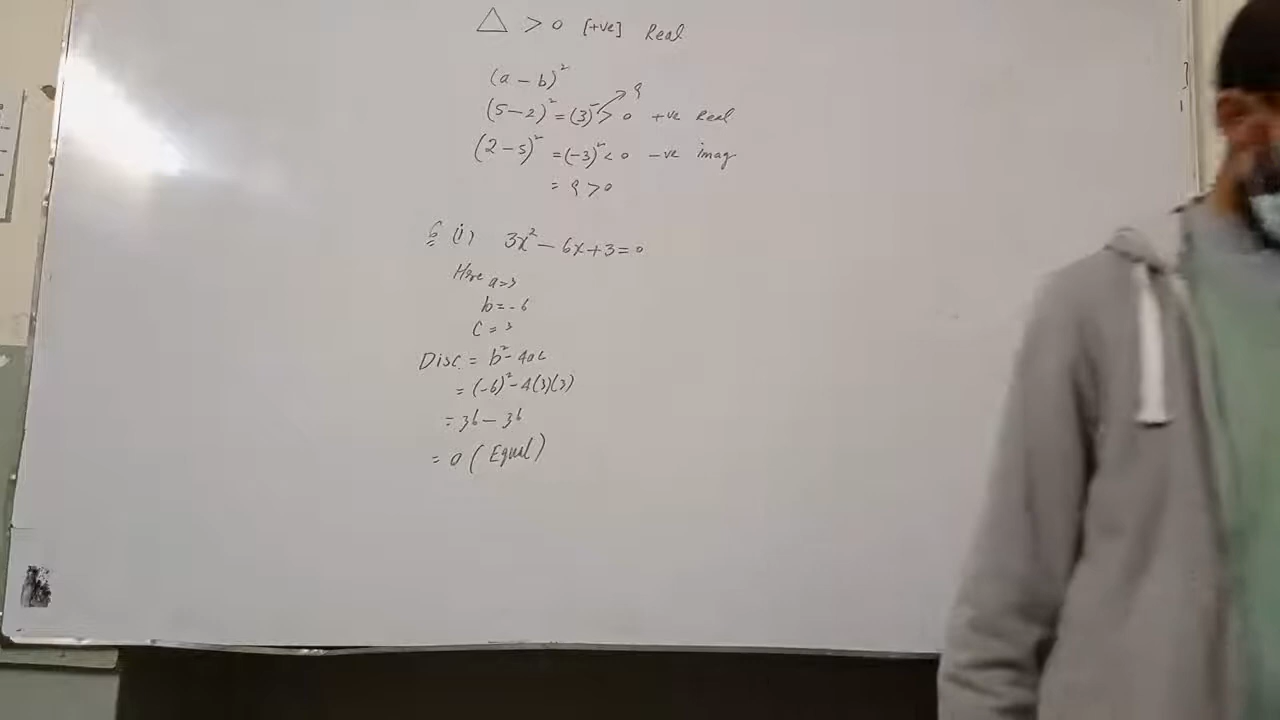 △ > 0 [+ve] Real
(a - b)²
(5-2)² = (3)² > 0 +ve Real
9
(2-5)² = (-3)² < 0 -ve imag
= 9 > 0
6 (i) 3x² - 6x + 3 = 0
Here a=3
b=-6
C = 3
Disc = b² - 4ac
= (-6)² - 4(3)(3)
= 36 - 36
= 0 (Equal)